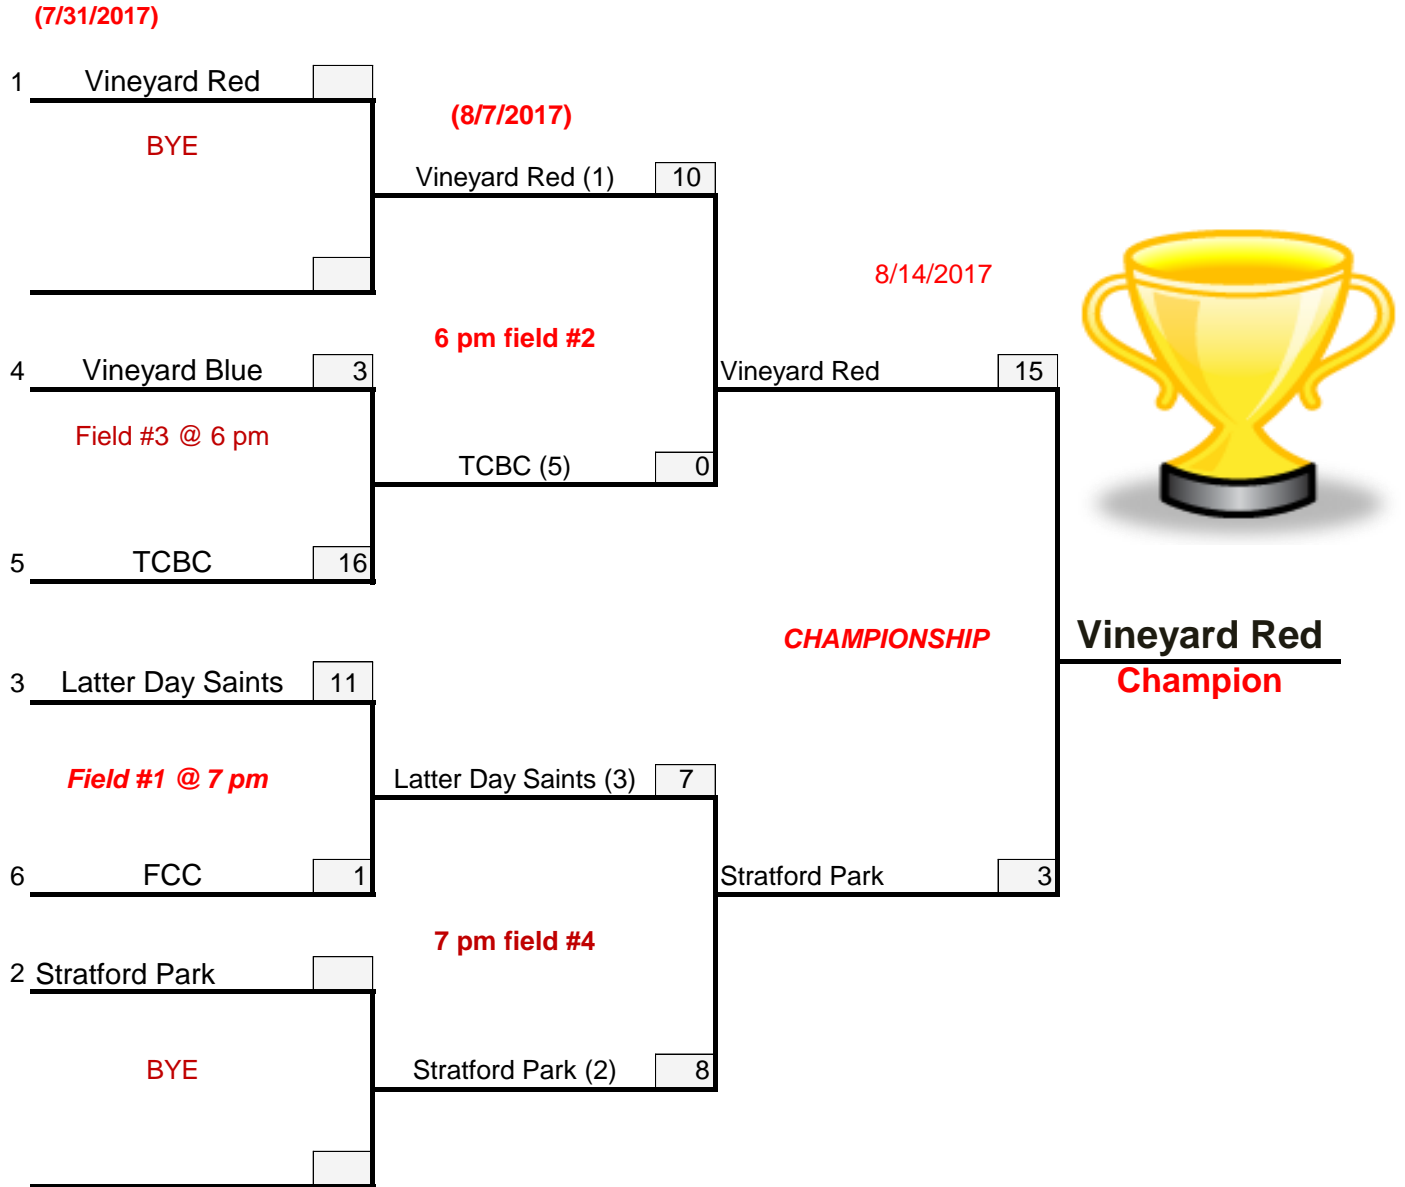 (7/31/2017)
1 Vineyard Red
BYE
(8/7/2017)
Vineyard Red (1) 10
8/14/2017
6 pm field #2
4 Vineyard Blue 3
Vineyard Red 15
Field #3 @ 6 pm
TCBC (5) 0
5 TCBC 16
CHAMPIONSHIP
Vineyard Red
Champion
3 Latter Day Saints 11
Field #1 @ 7 pm
Latter Day Saints (3) 7
6 FCC 1
Stratford Park 3
7 pm field #4
2 Stratford Park
BYE
Stratford Park (2) 8